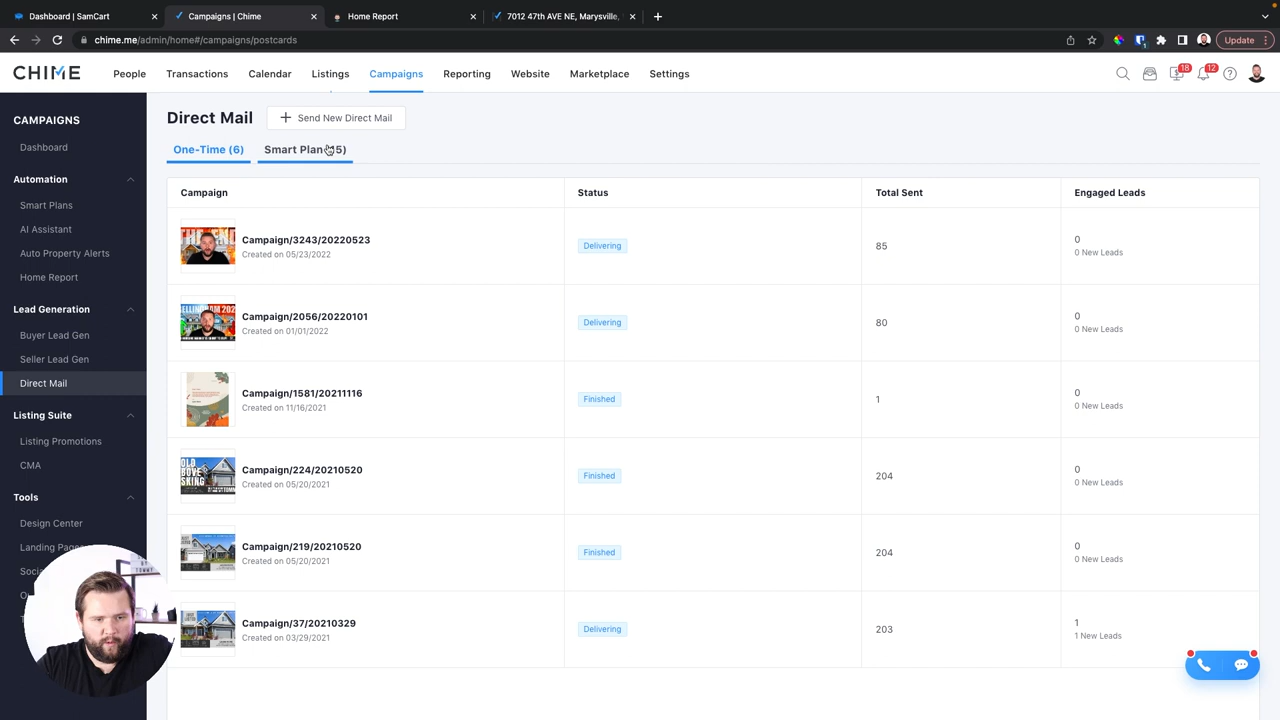 Dashboard | SamCart
Campaigns | Chime
Home Report
7012 47th AVE NE, Marysville,
Update
chime.me/admin/home#/campaigns/postcards
CHIME
People
Transactions
Calendar
Listings
Campaigns
Reporting
Website
Marketplace
Settings
18
12
CAMPAIGNS
Dashboard
Automation
Smart Plans
AI Assistant
Auto Property Alerts
Home Report
Lead Generation
Buyer Lead Gen
Seller Lead Gen
Direct Mail
Listing Suite
Listing Promotions
CMA
Tools
Design Center
Landing Pages
Direct Mail
+ Send New Direct Mail
One-Time (6)
Smart Plan
5)
Campaign
Status
Total Sent
Engaged Leads
Campaign/3243/20220523
Created on 05/23/2022
Delivering
85
0
0 New Leads
Campaign/2056/20220101
Created on 01/01/2022
Delivering
80
0
0 New Leads
Campaign/1581/20211116
Created on 11/16/2021
Finished
1
0
0 New Leads
Campaign/224/20210520
Created on 05/20/2021
Finished
204
0
0 New Leads
Campaign/219/20210520
Created on 05/20/2021
Finished
204
0
0 New Leads
Campaign/37/20210329
Created on 03/29/2021
Delivering
203
1
1 New Leads